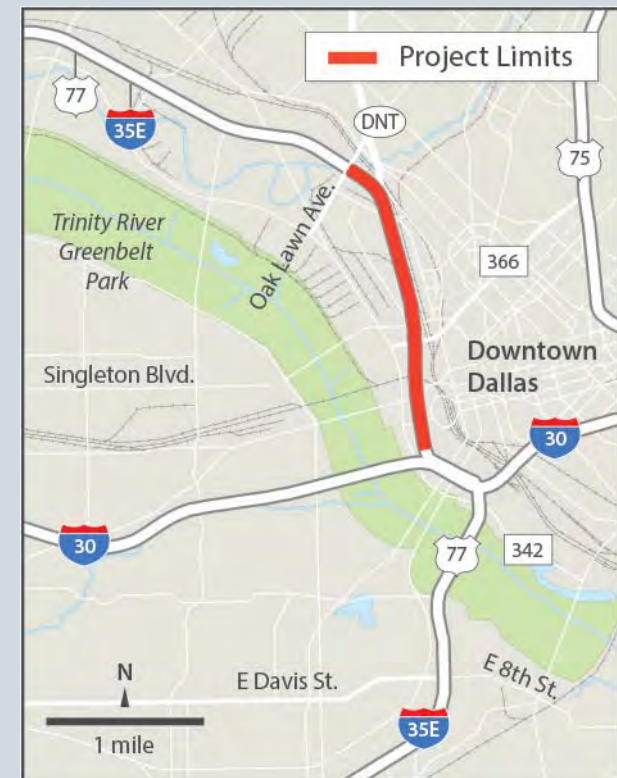 Project Limits
77
35E
DNT
75
Trinity River
Greenbelt
Park
Oak Lawn Ave.
366
Singleton Blvd.
Downtown
Dallas
30
30
77
342
N
E Davis St.
E 8th St.
35E
1 mile